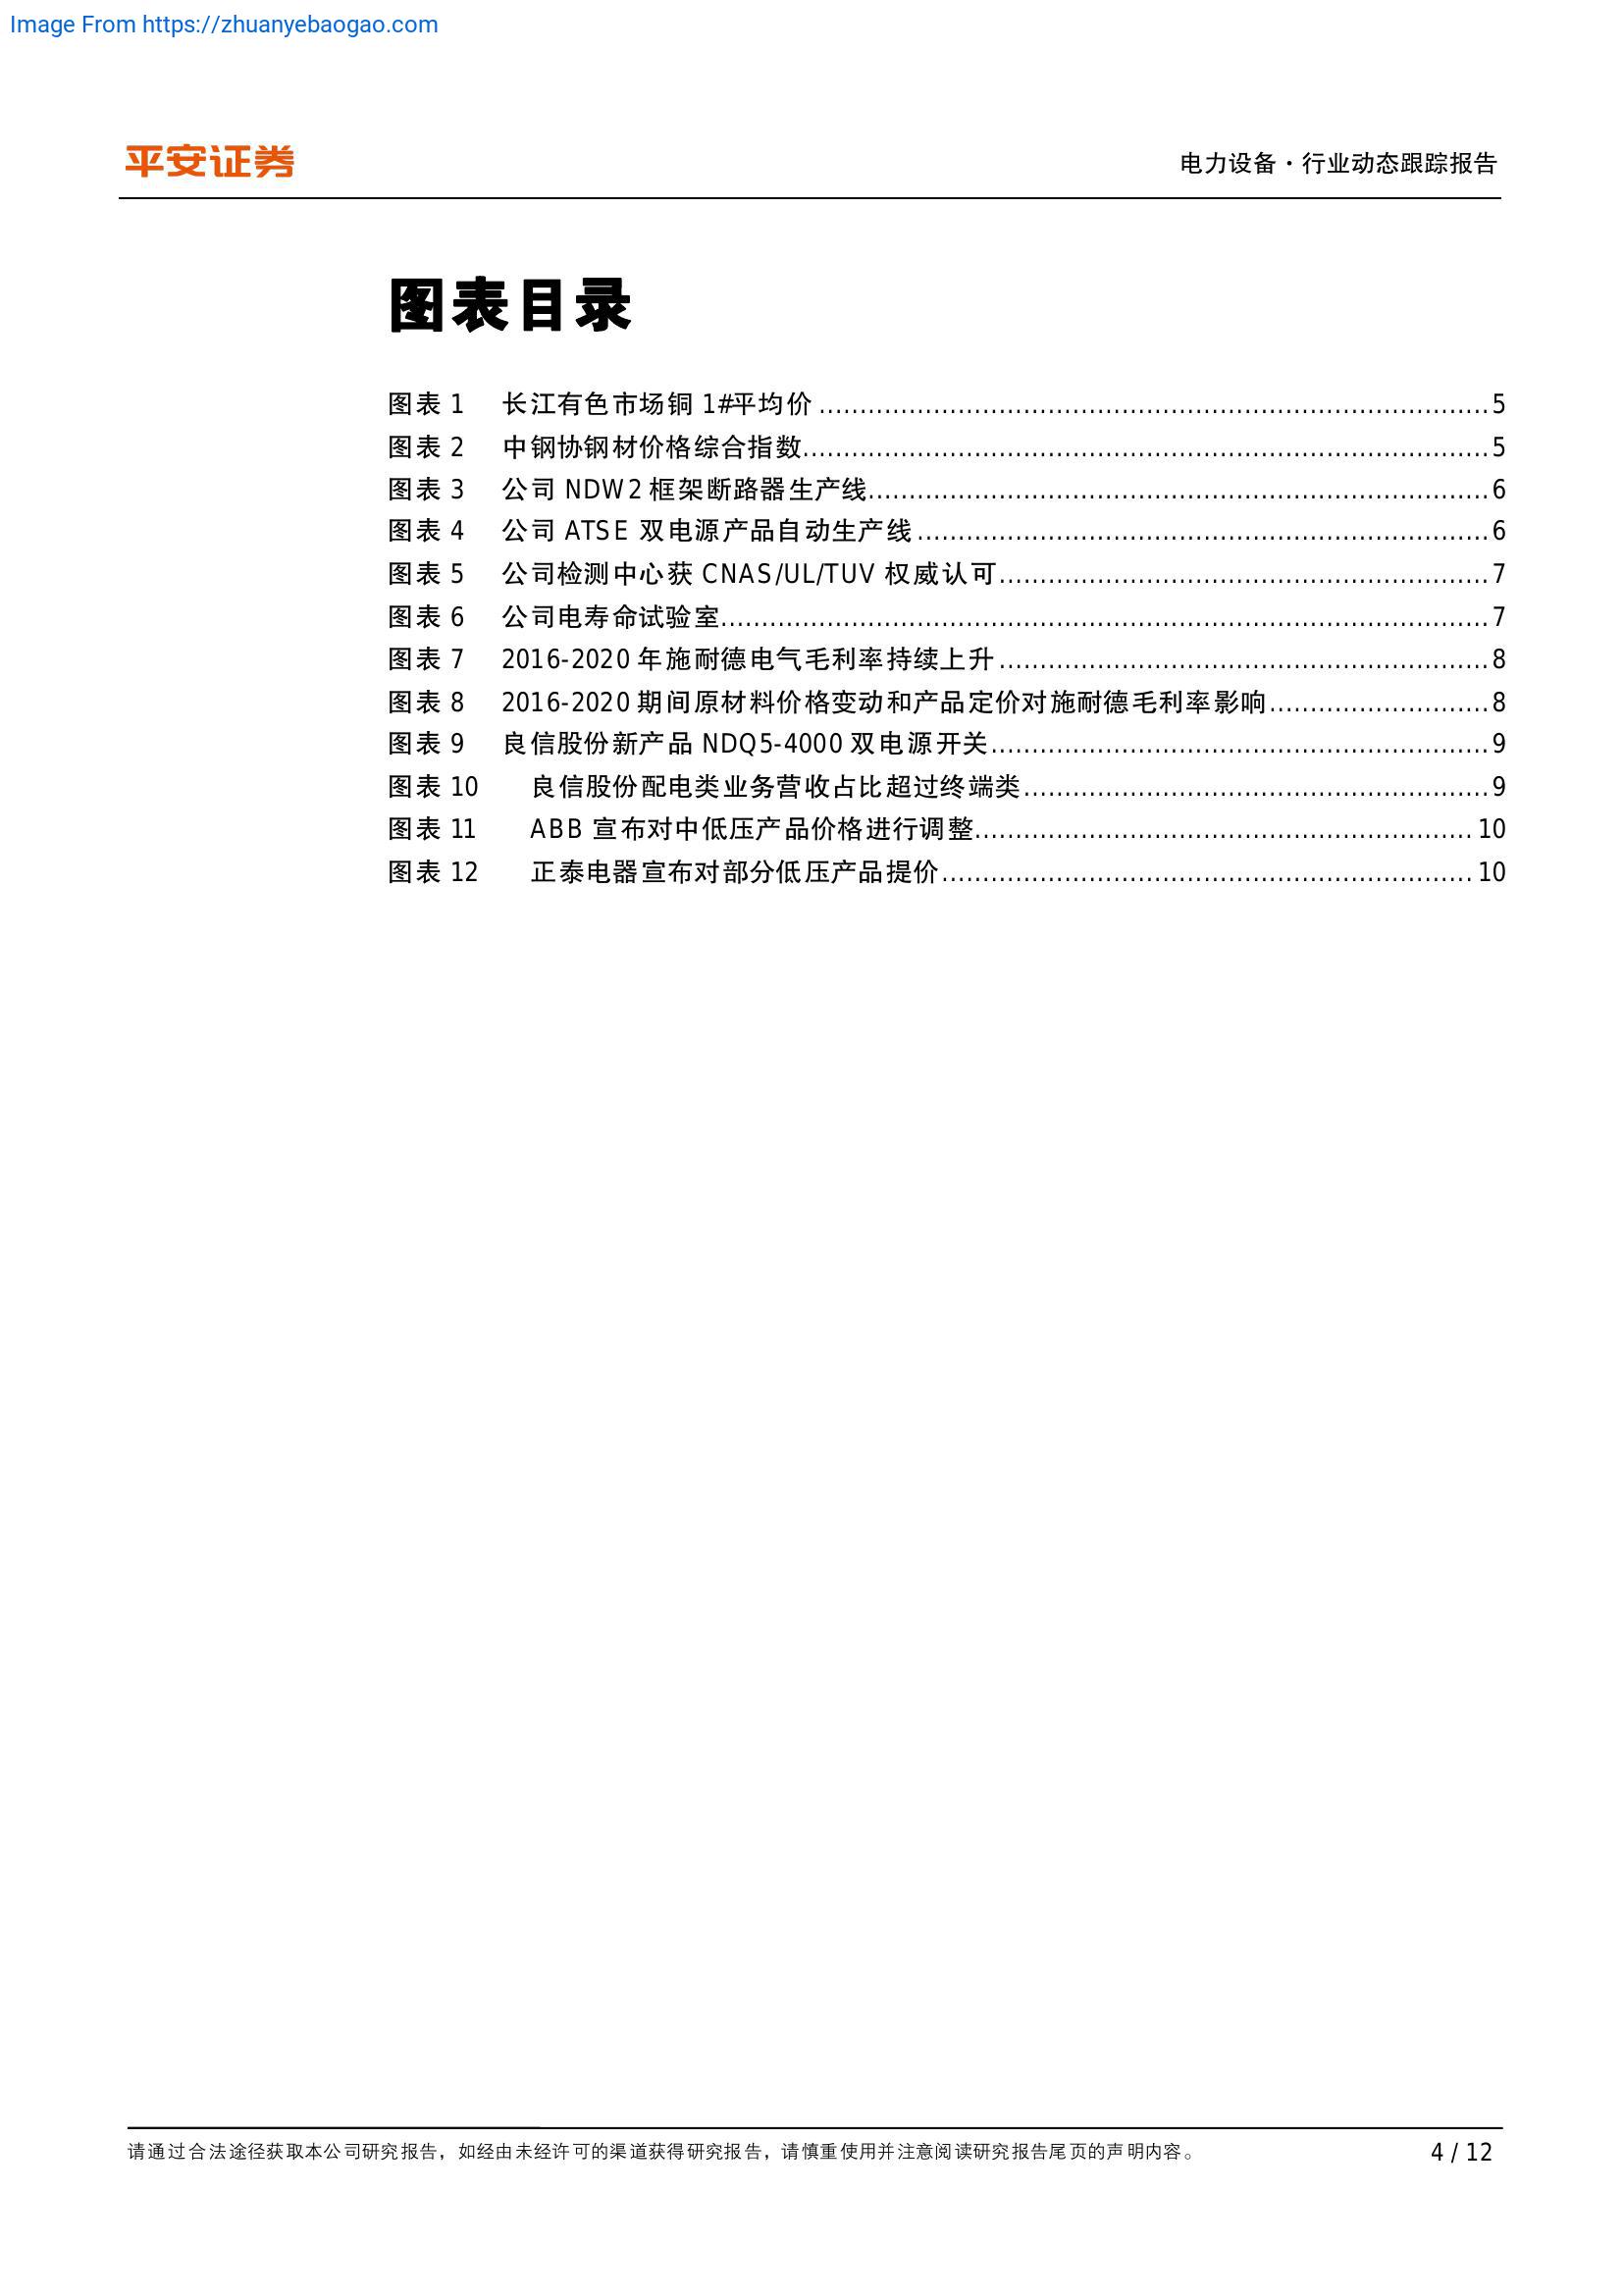 Image From https://zhuanyebaogao.com
平安证券
电力设备·行业动态跟踪报告
图表目录
图表 1 长江有色市场铜 1#平均价 ........................................ 5
图表 2 中钢协钢材价格综合指数........................................ 5
图表 3 公司 NDW2 框架断路器生产线........................................ 6
图表 4 公司 ATSE 双电源产品自动生产线 ........................................ 6
图表 5 公司检测中心获 CNAS/UL/TUV 权威认可........................................ 7
图表 6 公司电寿命试验室........................................ 7
图表 7 2016-2020 年施耐德电气毛利率持续上升 ........................................ 8
图表 8 2016-2020 期间原材料价格变动和产品定价对施耐德毛利率影响........................... 8
图表 9 良信股份新产品 NDQ5-4000 双电源开关........................................ 9
图表 10 良信股份配电类业务营收占比超过终端类........................................ 9
图表 11 ABB 宣布对中低压产品价格进行调整........................................ 10
图表 12 正泰电器宣布对部分低压产品提价........................................ 10
请通过合法途径获取本公司研究报告，如经由未经许可的渠道获得研究报告，请慎重使用并注意阅读研究报告尾页的声明内容。
4 / 12